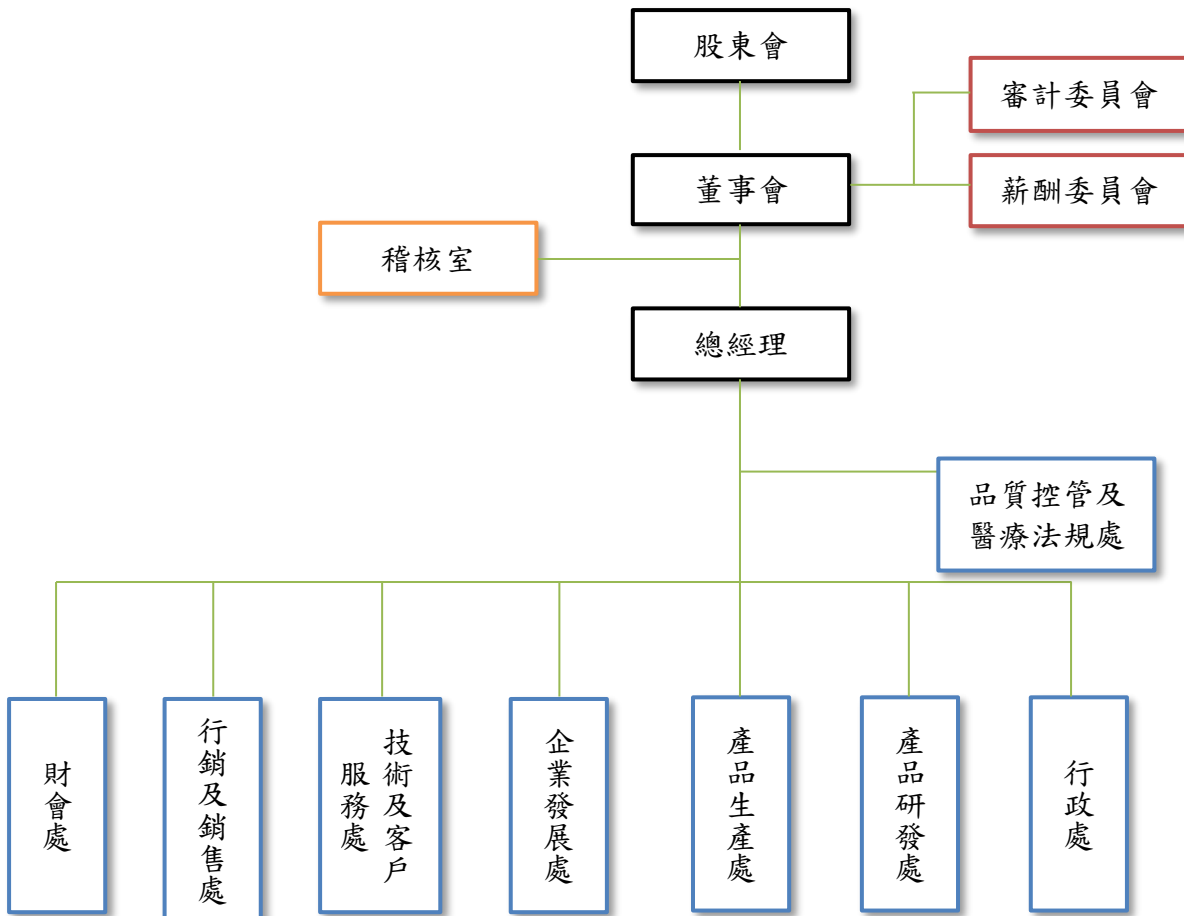 股東會
審計委員會
董事會
薪酬委員會
稽核室
總經理
品質控管及
醫療法規處
財會處
行銷及銷售處
技術及客戶
服務處
企業發展處
產品生產處
產品研發處
行政處